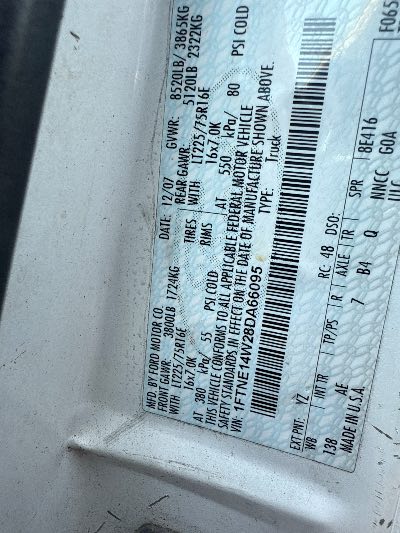 MFD. BY FORD MOTOR CO.
DATE: 12/07 GVWR: 8520LB/ 3865KG
FRONT GAWR: 3800LB 1724KG REAR GAWR: 5120LB 2322KG
WITH LT225/75R16E TIRES WITH LT225/75R16E
16x7.0K RIMS 16x7.0K
AT 380 kPa/ 55 PSI COLD AT 550 kPa/ 80 PSI COLD
THIS VEHICLE CONFORMS TO ALL APPLICABLE FEDERAL MOTOR VEHICLE
SAFETY STANDARDS IN EFFECT ON THE DATE OF MANUFACTURE SHOWN ABOVE.
VIN: 1FTNE14W28DA66095 TYPE: Truck
F065
EXT PNT: YZ RC: 48 DSO:
WB INT TR TP/PS R AXLE TR SPR 8F416
138 AE 7 B4 Q NNCC G0A
MADE IN U.S.A.